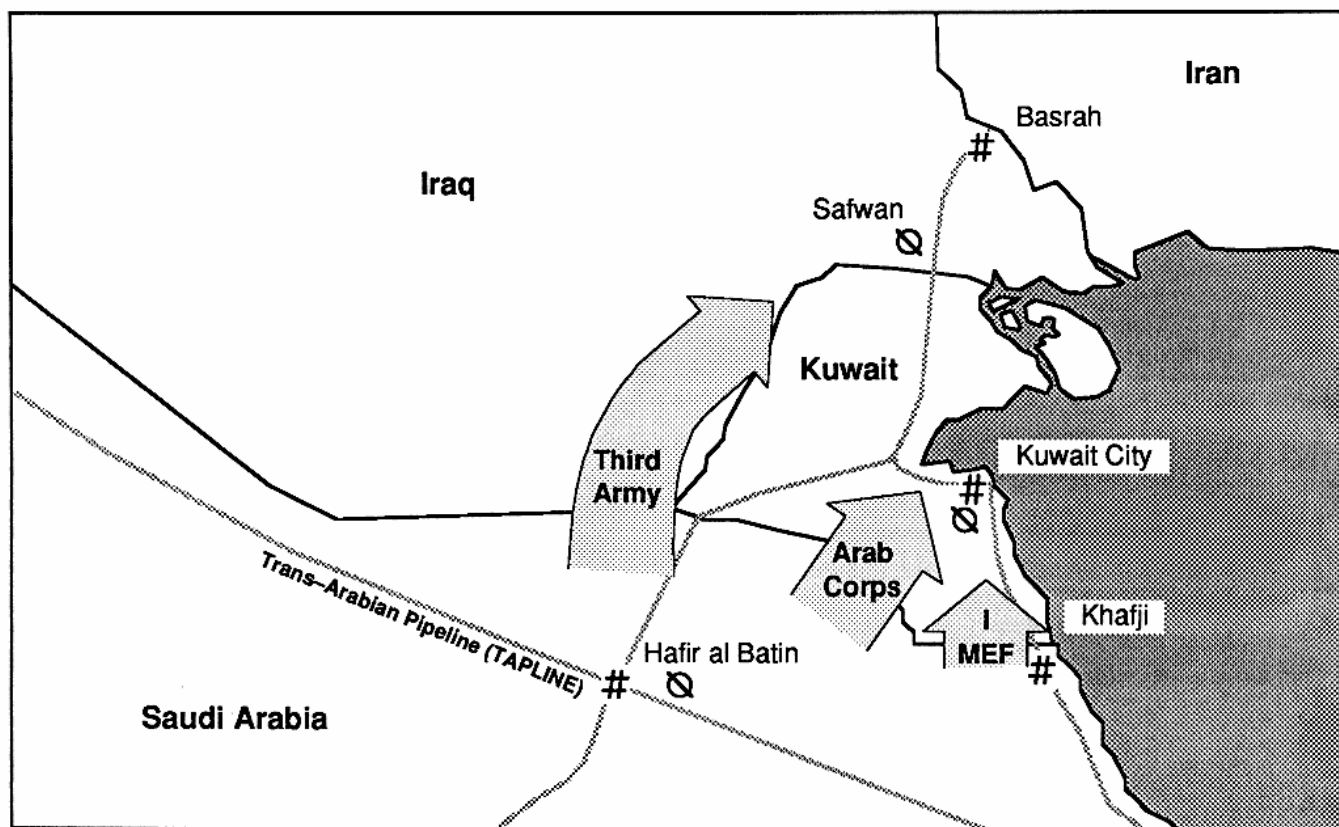 Iran
Basrah
Iraq
Safwan
Kuwait
Kuwait City
Third
Army
Arab
Corps
Trans–Arabian Pipeline (TAPLINE)
Khafji
I
MEF
Hafir al Batin
Saudi Arabia